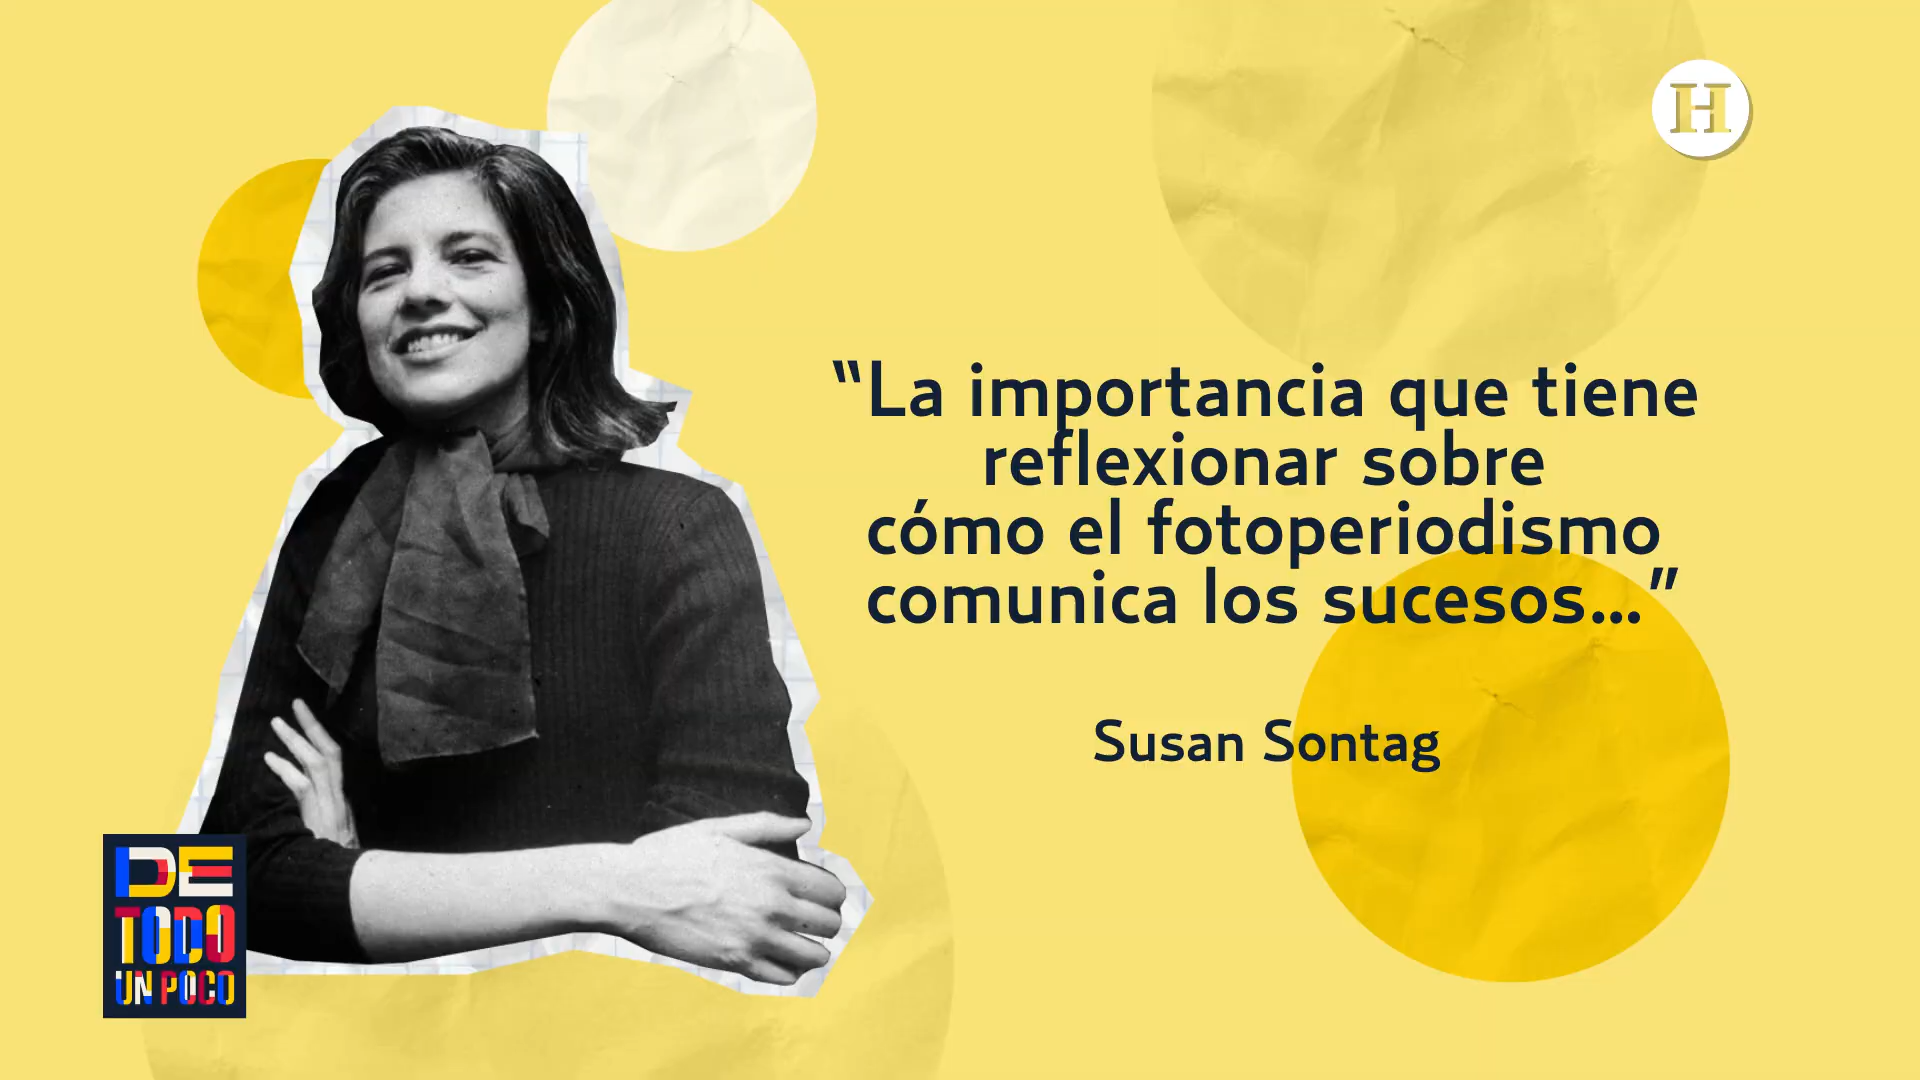 H
“La importancia que tiene
reflexionar sobre
cómo el fotoperiodismo
comunica los sucesos...”
Susan Sontag
DE
TODO
UN POCO